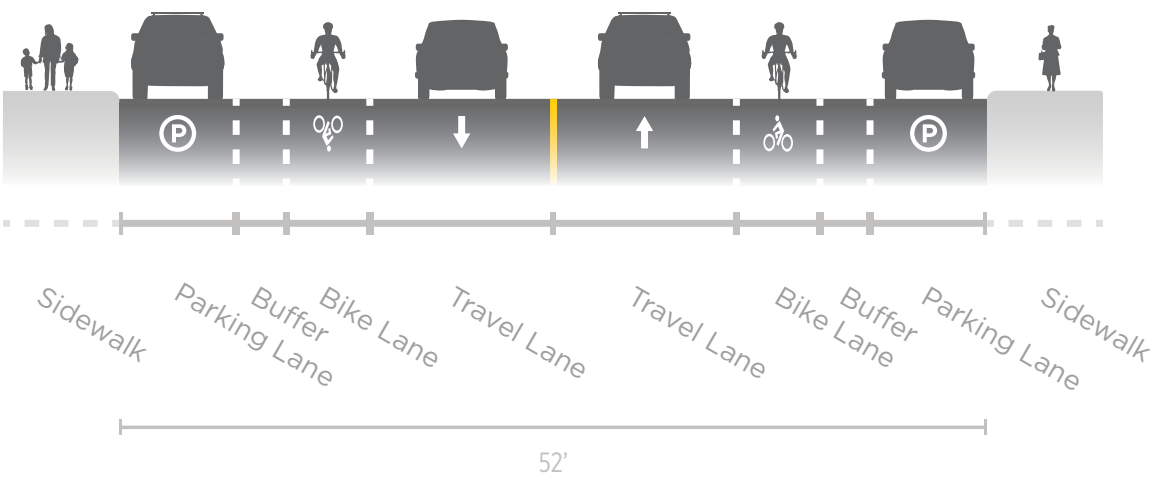 P
P
Sidewalk
Parking Lane
Buffer
Bike Lane
Travel Lane
Travel Lane
Bike Lane
Buffer
Parking Lane
Sidewalk
52’